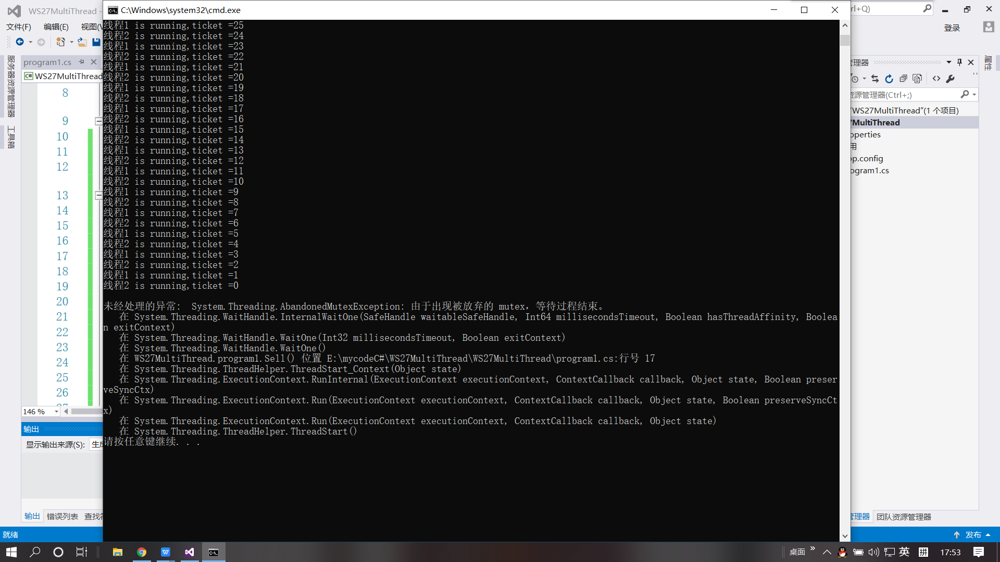 WS27MultiThread -
C:\Windows\system32\cmd.exe
rl+Q)
文件(F)
编辑(E)
视图(V
登录
服务器资源管理器
工具箱
program1.cs
WS27MultiThread
8
9
10
11
12
13
14
15
16
17
18
19
20
21
22
23
24
25
26
27
146 %
输出
显示输出来源(S):
生成
输出
错误列表
查找符
就绪
线程1 is running,ticket =25
线程2 is running,ticket =24
线程1 is running,ticket =23
线程2 is running,ticket =22
线程1 is running,ticket =21
线程2 is running,ticket =20
线程1 is running,ticket =19
线程2 is running,ticket =18
线程1 is running,ticket =17
线程2 is running,ticket =16
线程1 is running,ticket =15
线程2 is running,ticket =14
线程1 is running,ticket =13
线程2 is running,ticket =12
线程1 is running,ticket =11
线程2 is running,ticket =10
线程1 is running,ticket =9
线程2 is running,ticket =8
线程1 is running,ticket =7
线程2 is running,ticket =6
线程1 is running,ticket =5
线程2 is running,ticket =4
线程1 is running,ticket =3
线程2 is running,ticket =2
线程1 is running,ticket =1
线程2 is running,ticket =0
未经处理的异常:  System.Threading.AbandonedMutexException: 由于出现被放弃的 mutex，等待过程结束。
在 System.Threading.WaitHandle.InternalWaitOne(SafeHandle waitableSafeHandle, Int64 millisecondsTimeout, Boolean hasThreadAffinity, Boolea
n exitContext)
在 System.Threading.WaitHandle.WaitOne(Int32 millisecondsTimeout, Boolean exitContext)
在 System.Threading.WaitHandle.WaitOne()
在 WS27MultiThread.program1.Sell() 位置 E:\mycodeC#\WS27MultiThread\WS27MultiThread\program1.cs:行号 17
在 System.Threading.ThreadHelper.ThreadStart_Context(Object state)
在 System.Threading.ExecutionContext.RunInternal(ExecutionContext executionContext, ContextCallback callback, Object state, Boolean preser
veSyncCtx)
在 System.Threading.ExecutionContext.Run(ExecutionContext executionContext, ContextCallback callback, Object state, Boolean preserveSyncCt
x)
在 System.Threading.ExecutionContext.Run(ExecutionContext executionContext, ContextCallback callback, Object state)
在 System.Threading.ThreadHelper.ThreadStart()
请按任意键继续. . .
管理器
资源管理器(Ctrl+;)
"WS27MultiThread"(1 个项目)
MultiThread
operties
用
pp.config
ogram1.cs
属性
管理器
团队资源管理器
发布
桌面
英
拼
17:53